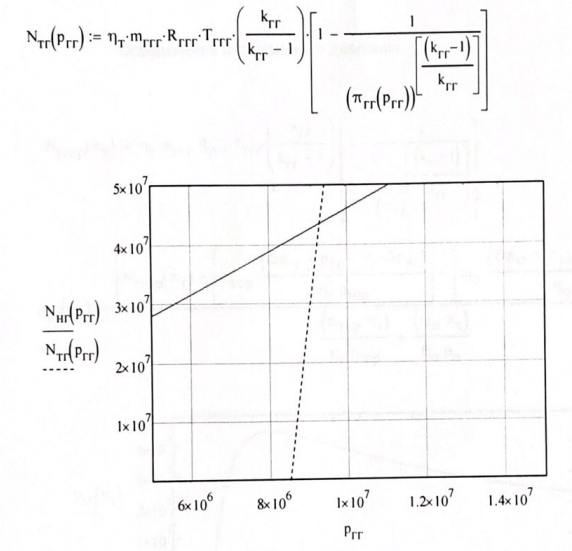 N_тг(p_гг) := η_т·m_ггг·R_ггг·T_ггг·(k_гг / (k_гг − 1))·[1 − 1 / (π_гг(p_гг))^[(k_гг−1) / k_гг]]
5×10^7
4×10^7
3×10^7
2×10^7
1×10^7
N_нг(p_гг)
N_тг(p_гг)
6×10^6 8×10^6 1×10^7 1.2×10^7 1.4×10^7
p_гг